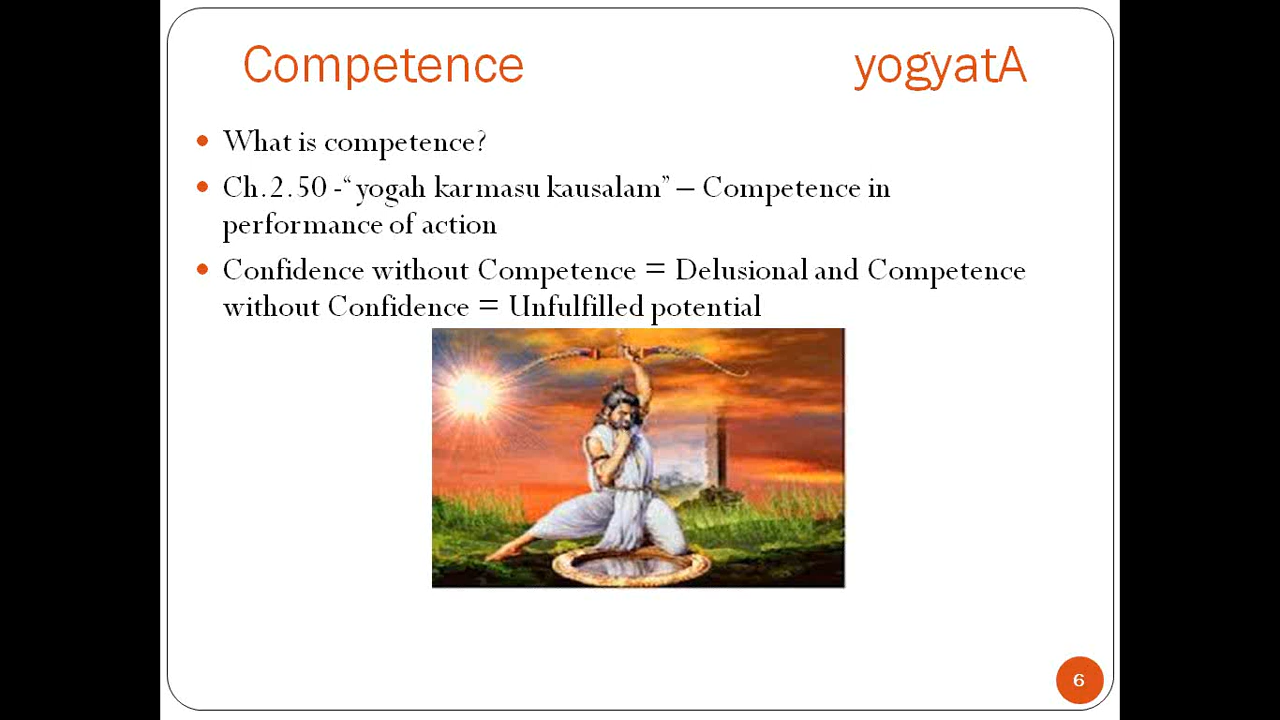 Competence yogyatA
• What is competence?
• Ch.2.50 -“yogah karmasu kausalam” – Competence in
performance of action
• Confidence without Competence = Delusional and Competence
without Confidence = Unfulfilled potential
6